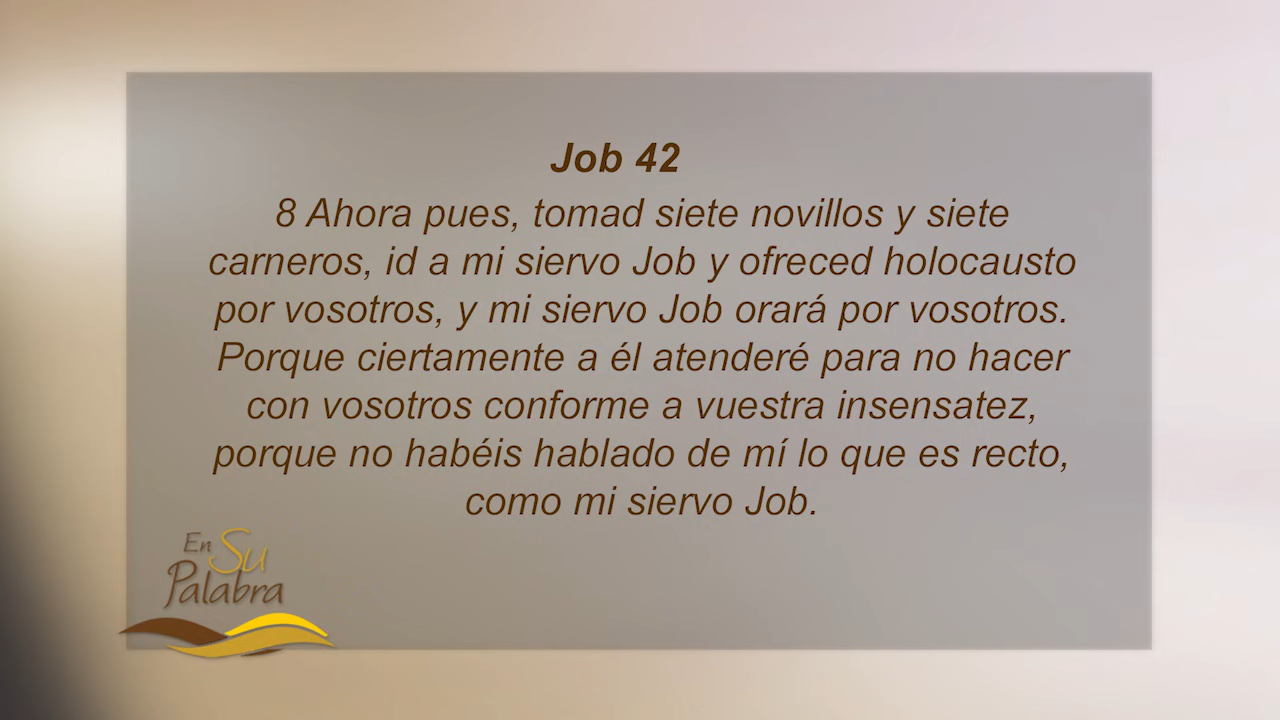 Job 42
8 Ahora pues, tomad siete novillos y siete
carneros, id a mi siervo Job y ofreced holocausto
por vosotros, y mi siervo Job orará por vosotros.
Porque ciertamente a él atenderé para no hacer
con vosotros conforme a vuestra insensatez,
porque no habéis hablado de mí lo que es recto,
como mi siervo Job.
En Su
Palabra